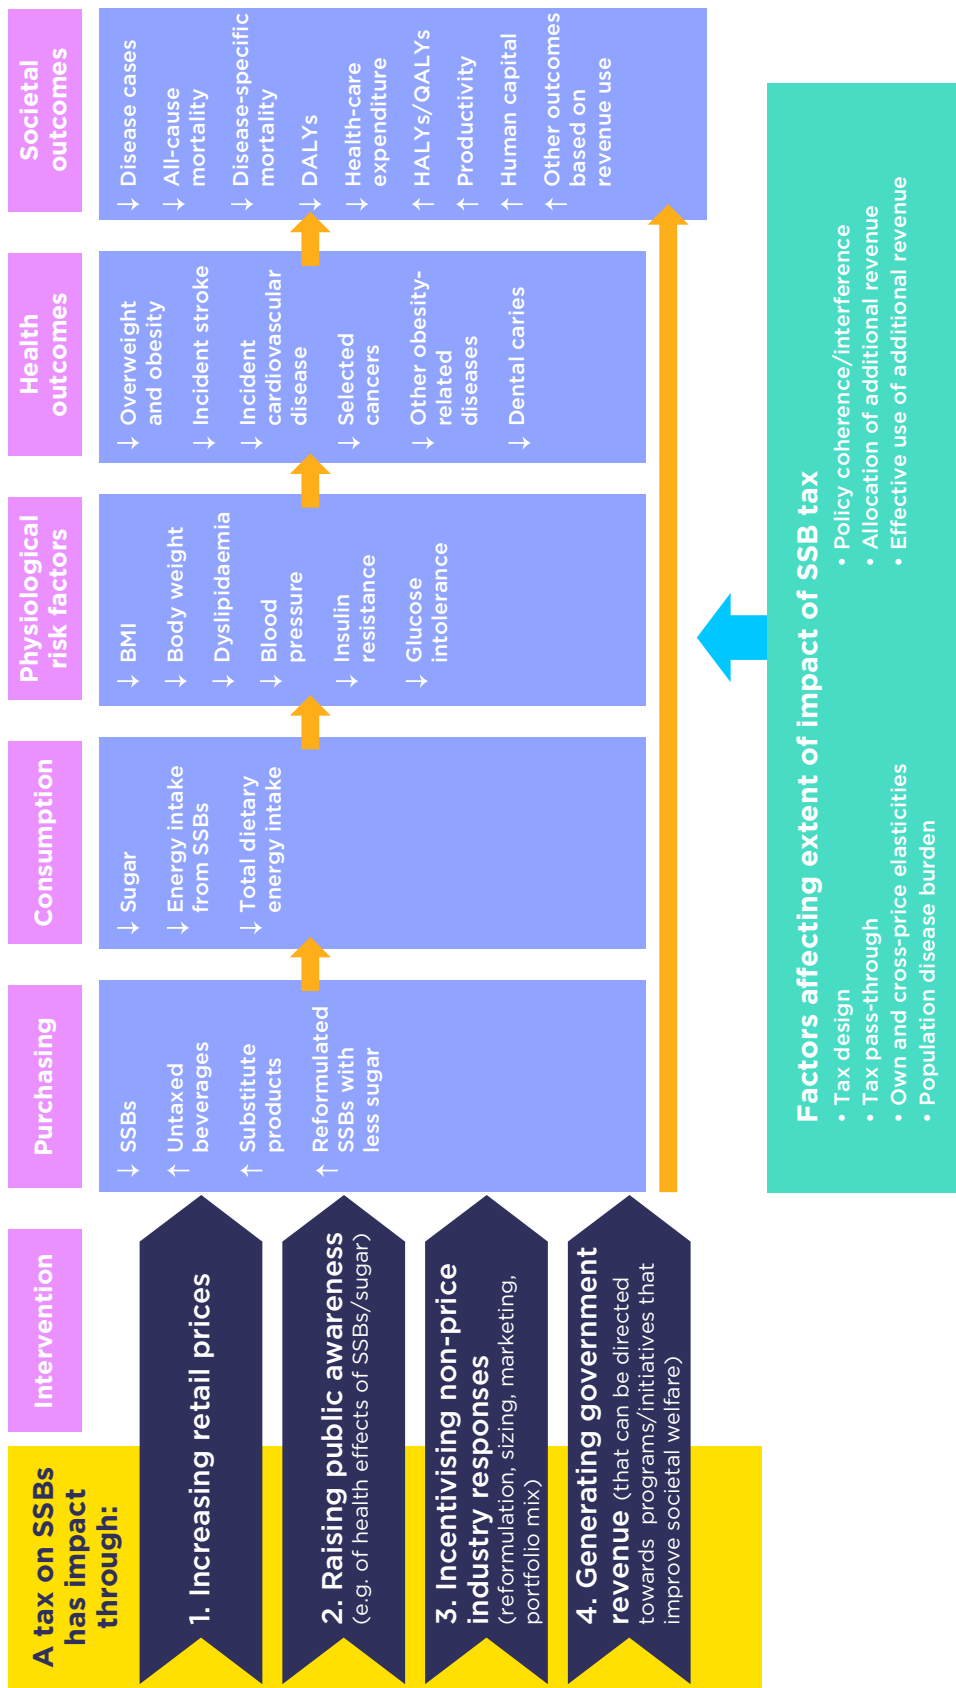 A tax on SSBs
has impact
through:
Intervention
Purchasing
Consumption
Physiological
risk factors
Health
outcomes
Societal
outcomes
1. Increasing retail prices
2. Raising public awareness
(e.g. of health effects of SSBs/sugar)
3. Incentivising non-price
industry responses
(reformulation, sizing, marketing,
portfolio mix)
4. Generating government
revenue (that can be directed
towards programs/initiatives that
improve societal welfare)
↓ SSBs
↑ Untaxed
beverages
↑ Substitute
products
↑ Reformulated
SSBs with
less sugar
↓ Sugar
↓ Energy intake
from SSBs
↓ Total dietary
energy intake
↓ BMI
↓ Body weight
↓ Dyslipidaemia
↓ Blood
pressure
↓ Insulin
resistance
↓ Glucose
intolerance
↓ Overweight
and obesity
↓ Incident stroke
↓ Incident
cardiovascular
disease
↓ Selected
cancers
↓ Other obesity-
related
diseases
↓ Dental caries
↓ Disease cases
↓ All-cause
mortality
↓ Disease-specific
mortality
↓ DALYs
↓ Health-care
expenditure
↑ HALYs/QALYs
↑ Productivity
↑ Human capital
↑ Other outcomes
based on
revenue use
Factors affecting extent of impact of SSB tax
• Tax design
• Tax pass-through
• Own and cross-price elasticities
• Population disease burden
• Policy coherence/interference
• Allocation of additional revenue
• Effective use of additional revenue